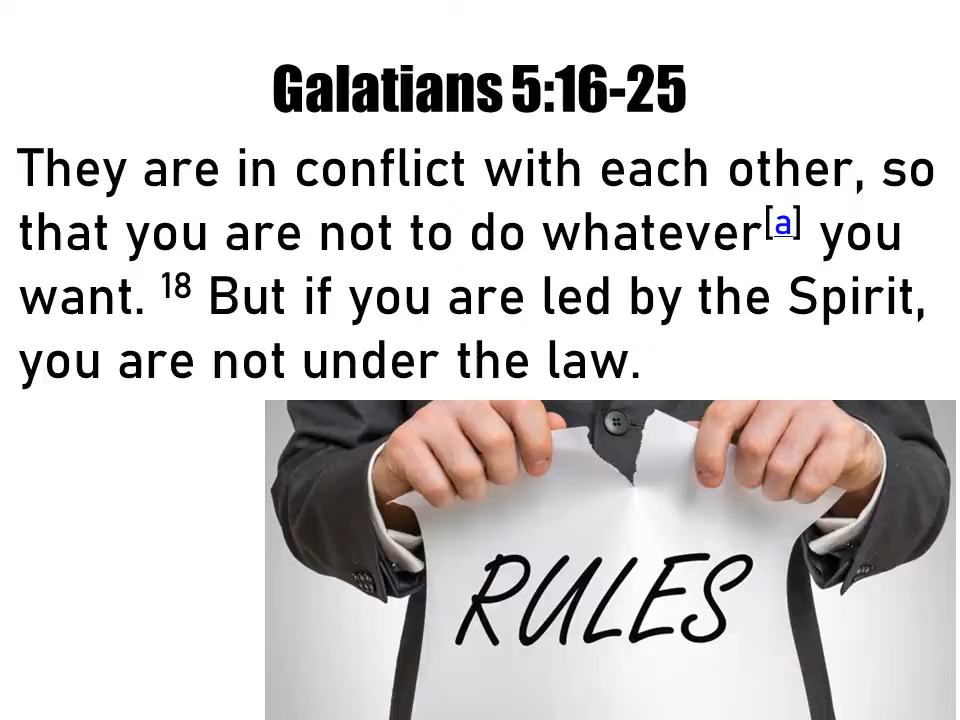 Galatians 5:16-25
They are in conflict with each other, so
that you are not to do whatever[a] you
want. 18 But if you are led by the Spirit,
you are not under the law.
RULES